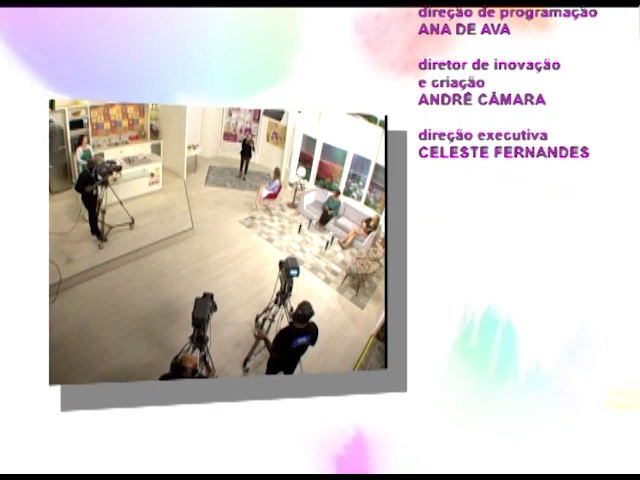 direção de programação
ANA DE AVA
diretor de inovação
e criação
ANDRÉ CÂMARA
direção executiva
CELESTE FERNANDES